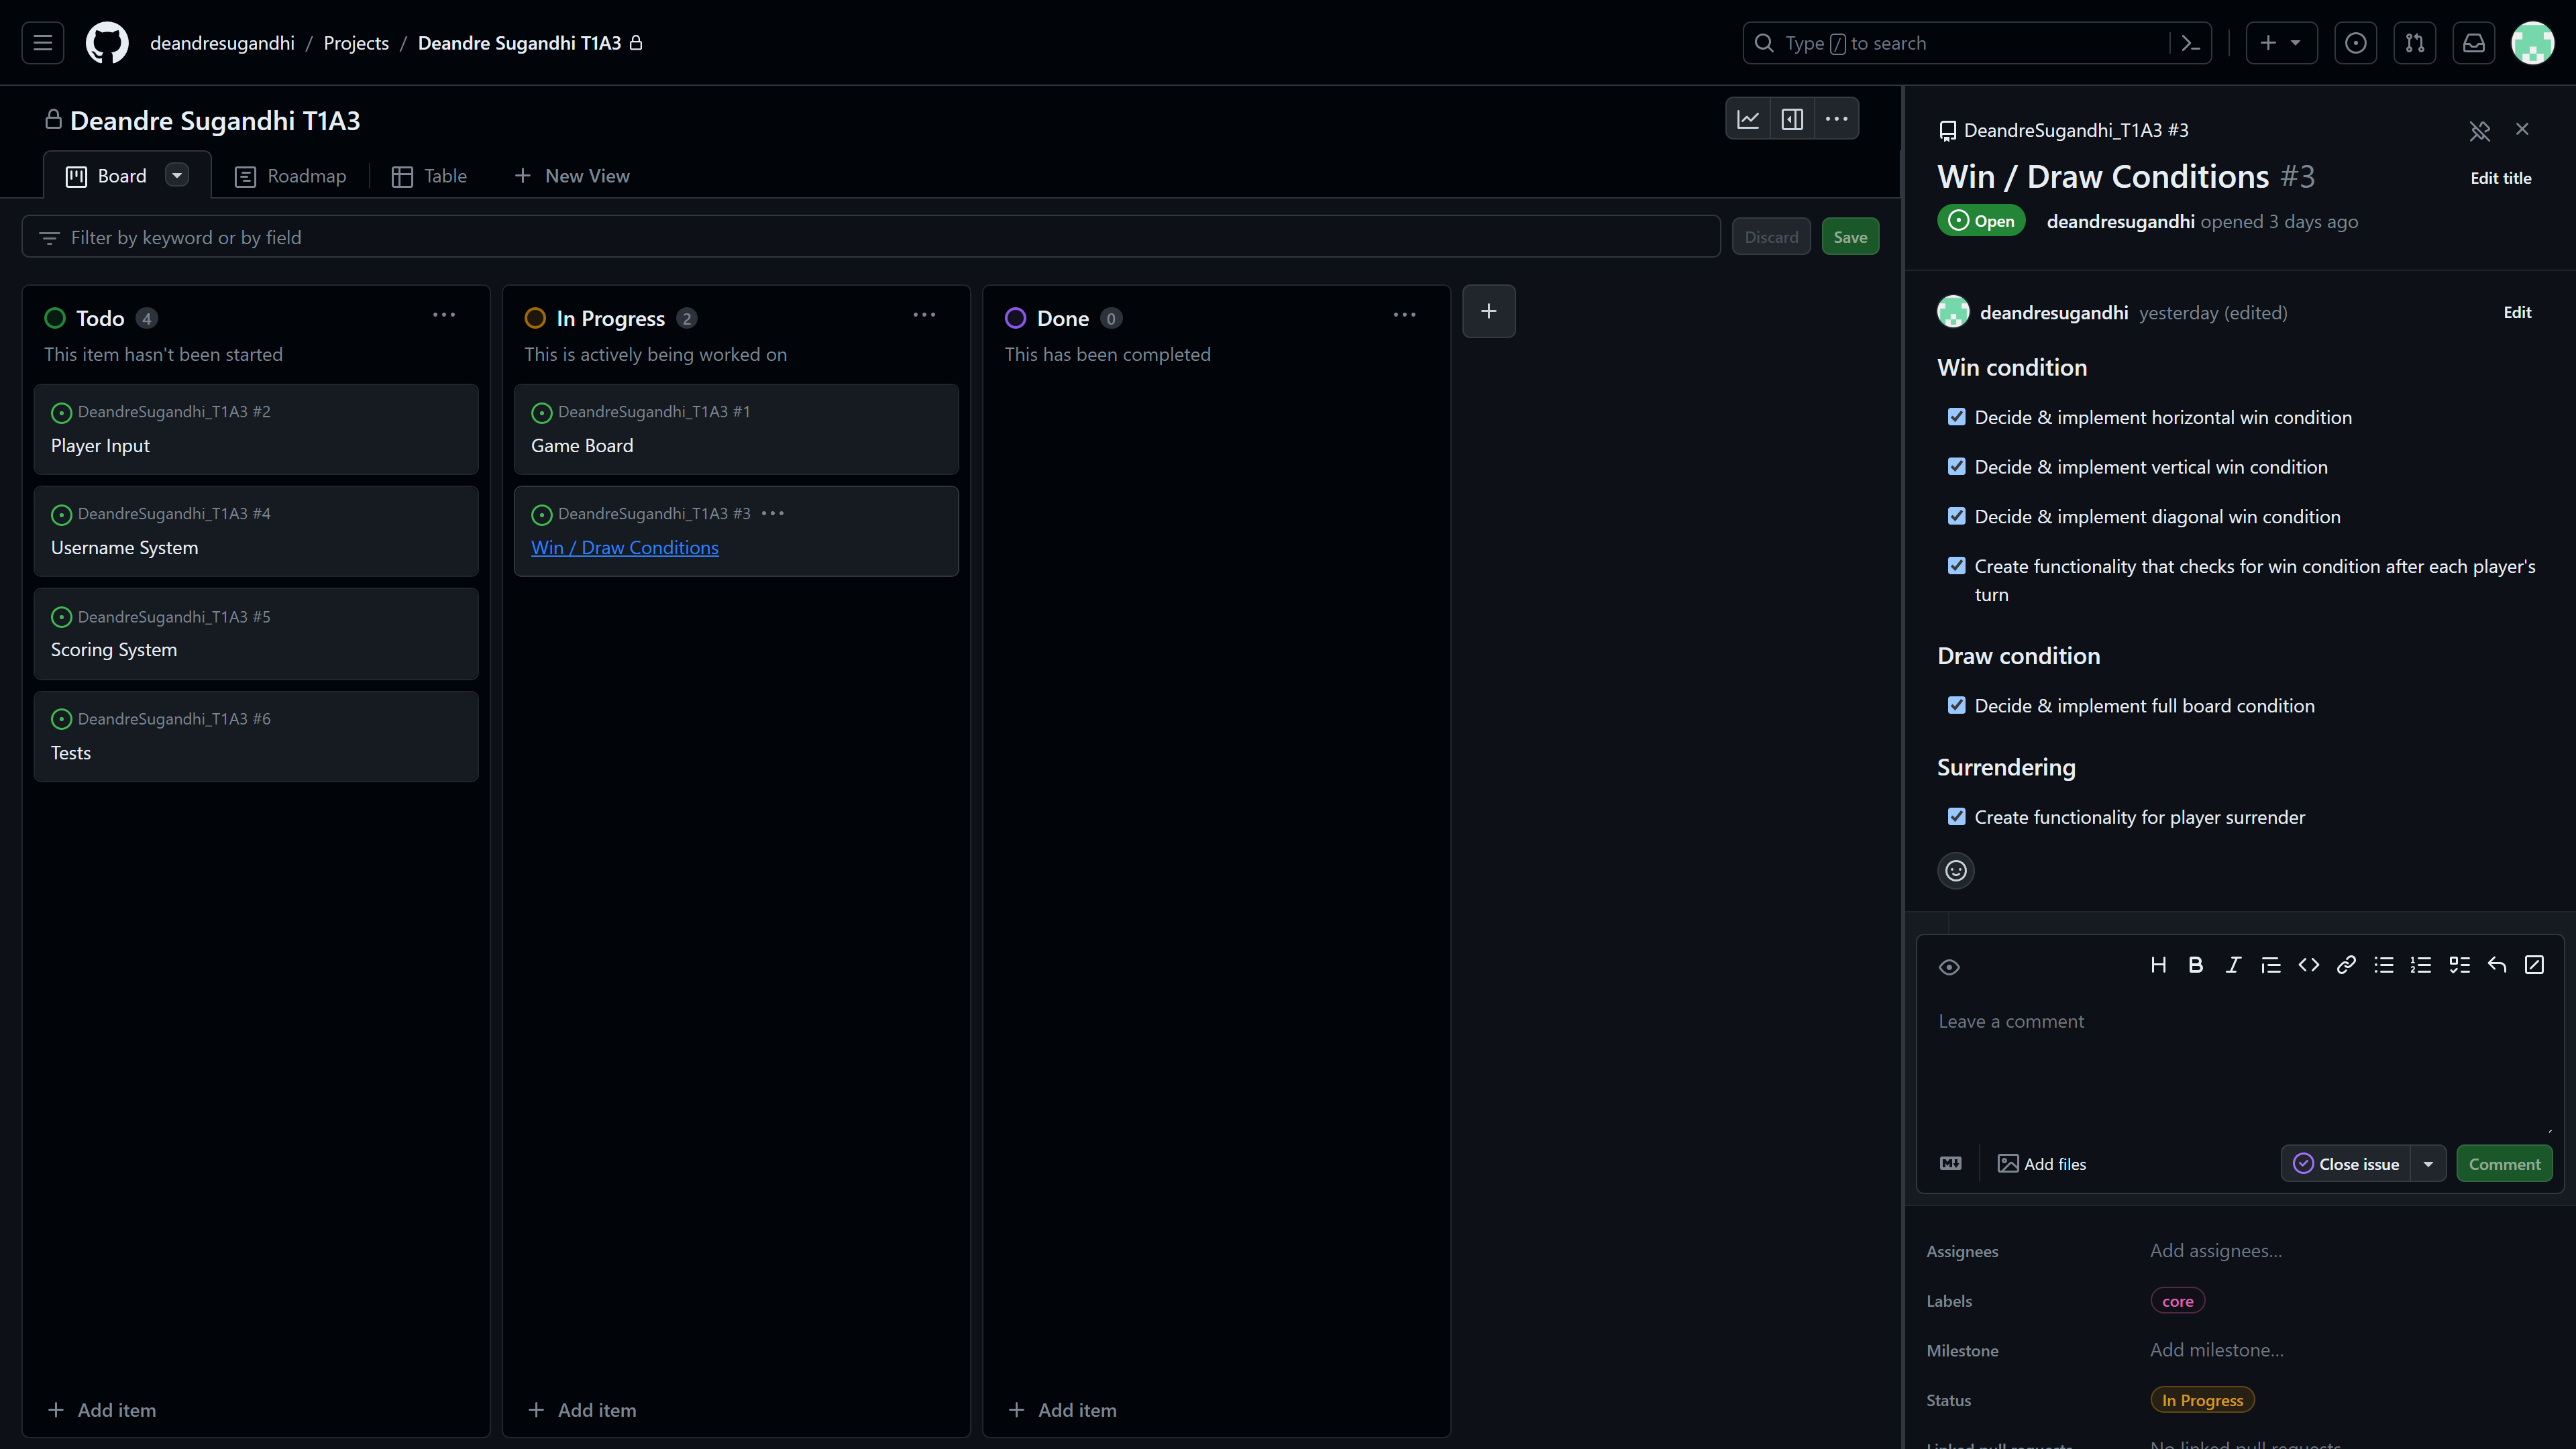 deandresugandhi / Projects / Deandre Sugandhi T1A3
Type / to search
Deandre Sugandhi T1A3
Board
Roadmap
Table
New View
Filter by keyword or by field
Discard
Save
Todo 4
This item hasn't been started
DeandreSugandhi_T1A3 #2
Player Input
DeandreSugandhi_T1A3 #4
Username System
DeandreSugandhi_T1A3 #5
Scoring System
DeandreSugandhi_T1A3 #6
Tests
Add item
In Progress 2
This is actively being worked on
DeandreSugandhi_T1A3 #1
Game Board
DeandreSugandhi_T1A3 #3
Win / Draw Conditions
Add item
Done 0
This has been completed
Add item
DeandreSugandhi_T1A3 #3
Win / Draw Conditions #3
Edit title
Open
deandresugandhi opened 3 days ago
deandresugandhi yesterday (edited)
Edit
Win condition
Decide & implement horizontal win condition
Decide & implement vertical win condition
Decide & implement diagonal win condition
Create functionality that checks for win condition after each player's
turn
Draw condition
Decide & implement full board condition
Surrendering
Create functionality for player surrender
Leave a comment
Add files
Close issue
Comment
Assignees
Add assignees...
Labels
core
Milestone
Add milestone...
Status
In Progress
Linked pull requests
No linked pull requests